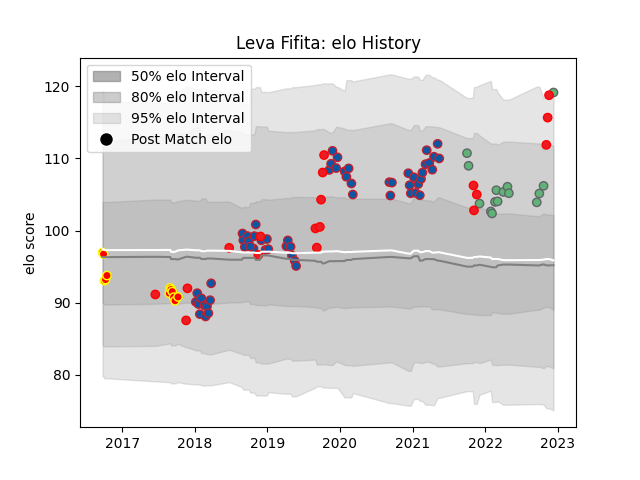 Leva Fifita: elo History
50% elo Interval
80% elo Interval
95% elo Interval
Post Match elo
elo score
120
110
100
90
80
2017
2018
2019
2020
2021
2022
2023